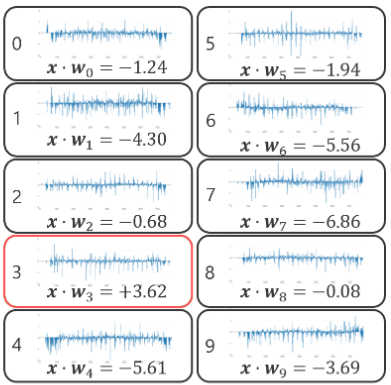 0
x · w₀ = −1.24
1
x · w₁ = −4.30
2
x · w₂ = −0.68
3
x · w₃ = +3.62
4
x · w₄ = −5.61
5
x · w₅ = −1.94
6
x · w₆ = −5.56
7
x · w₇ = −6.86
8
x · w₈ = −0.08
9
x · w₉ = −3.69